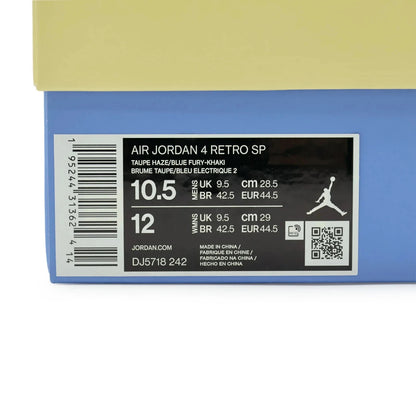 AIR JORDAN 4 RETRO SP
TAUPE HAZE/BLUE FURY-KHAKI
BRUME TAUPE/BLEU ELECTRIQUE 2
10.5 MENS UK 9.5 CM 28.5
BR 42.5 EUR 44.5
12 WMNS UK 9.5 CM 29
BR 42.5 EUR 44.5
JORDAN.COM
DJ5718 242
MADE IN CHINA /
FABRIQUÉ EN CHINE /
FABRICADO NA CHINA /
HECHO EN CHINA
1 95244 31362 4 14